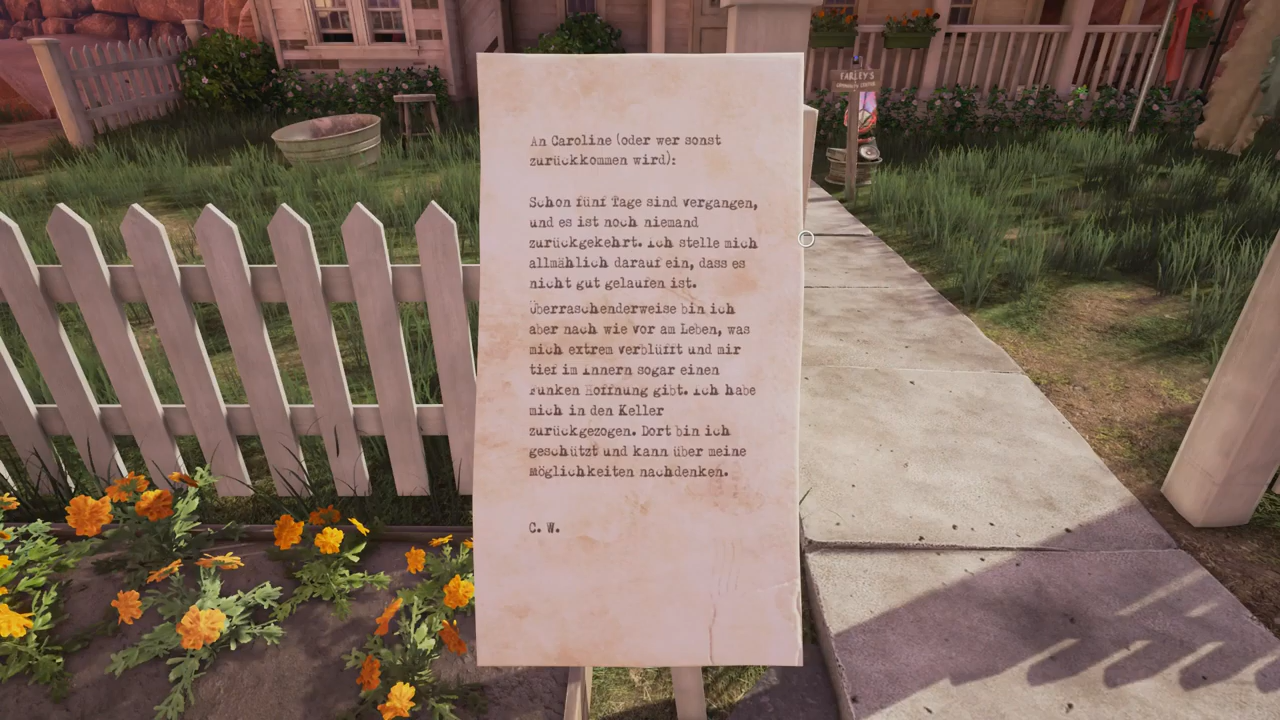 FARLEY'S
An Caroline (oder wer sonst
zurückkommen wird):
Schon fünf Tage sind vergangen,
und es ist noch niemand
zurückgekehrt. Ich stelle mich
allmählich darauf ein, dass es
nicht gut gelaufen ist.
Überraschenderweise bin ich
aber nach wie vor am Leben, was
mich extrem verblüfft und mir
tief im Innern sogar einen
Funken Hoffnung gibt. Ich habe
mich in den Keller
zurückgezogen. Dort bin ich
geschützt und kann über meine
möglichkeiten nachdenken.
C. W.